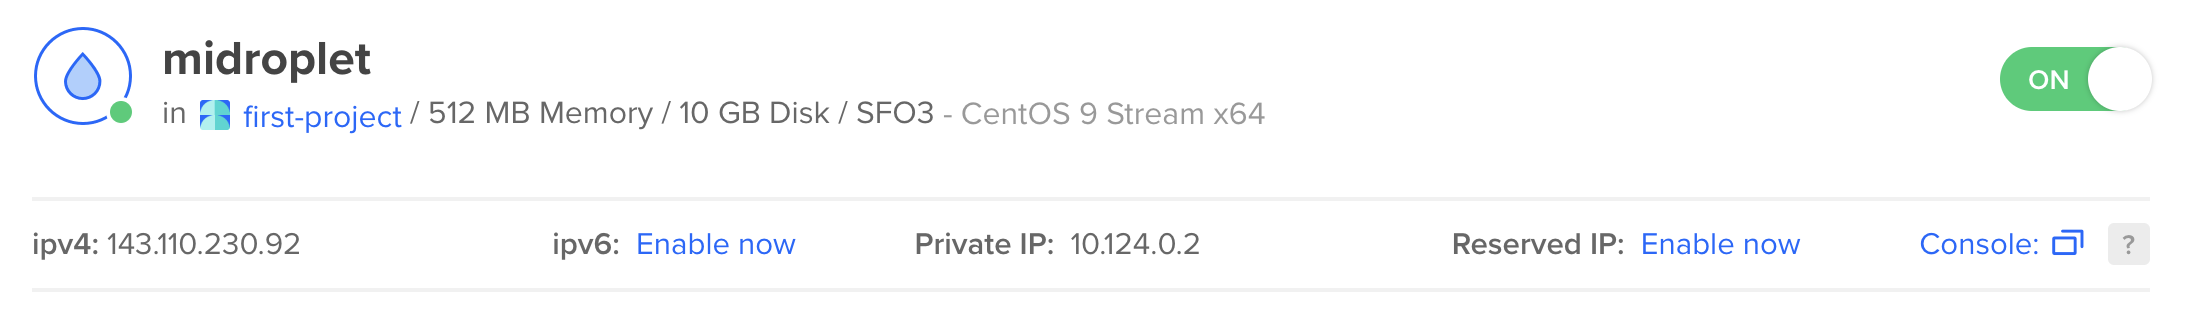 midroplet
ON
in first-project / 512 MB Memory / 10 GB Disk / SFO3 - CentOS 9 Stream x64
ipv4: 143.110.230.92 ipv6: Enable now Private IP: 10.124.0.2 Reserved IP: Enable now Console: ?